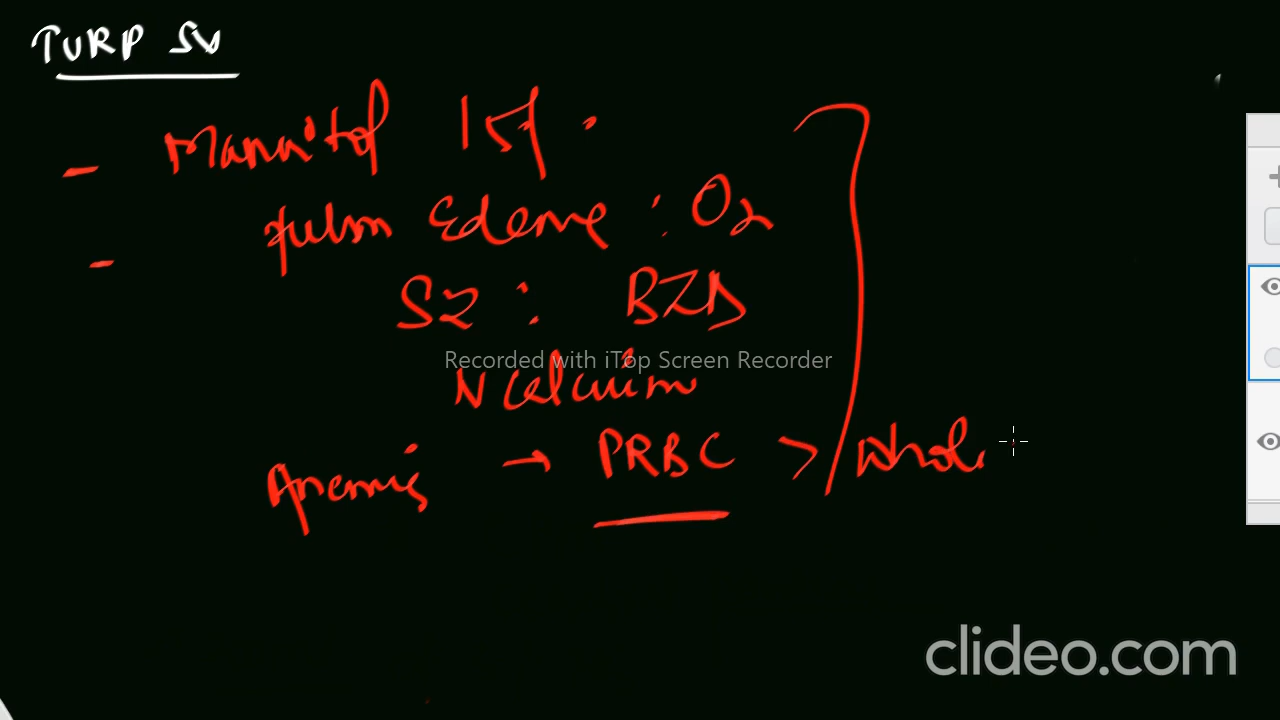 TURP Sy
- Mannitol 15%.
- Pulm Edema : O2
SZ : BZD
Recorded with iTop Screen Recorder
N Calcium
Anemia → PRBC > whole
clideo.com